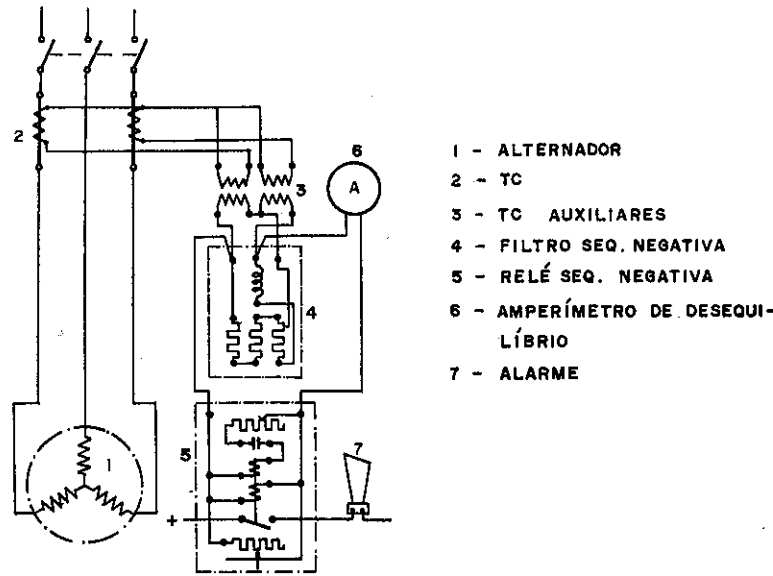 2
3
6
A
4
1
5
7
+
1 - ALTERNADOR
2 - TC
3 - TC AUXILIARES
4 - FILTRO SEQ. NEGATIVA
5 - RELÉ SEQ. NEGATIVA
6 - AMPERÍMETRO DE DESEQUI-
LÍBRIO
7 - ALARME